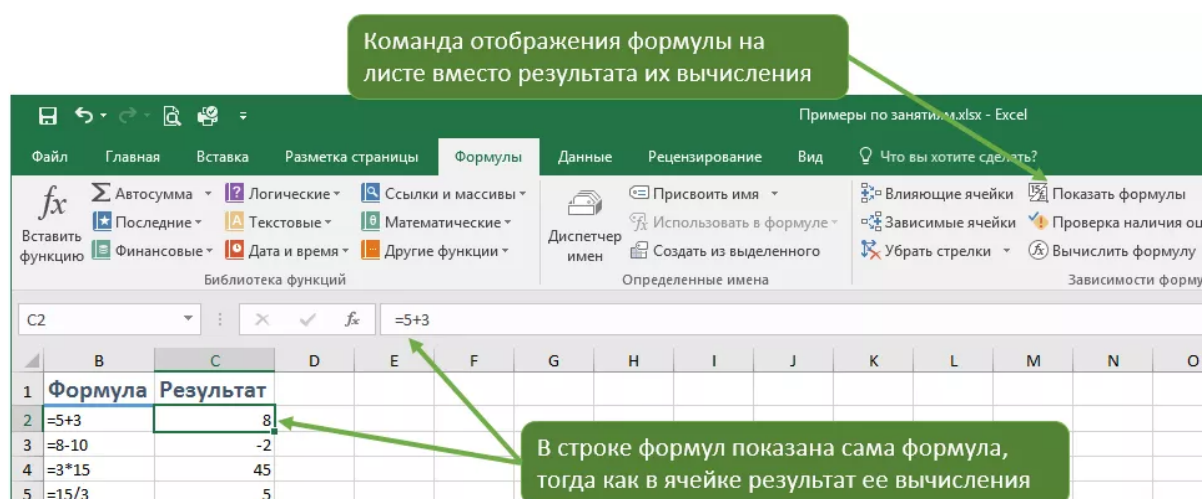 Команда отображения формулы на
листе вместо результата их вычисления
Примеры по занятиям.xlsx - Excel
Файл Главная Вставка Разметка страницы Формулы Данные Рецензирование Вид Что вы хотите сделать?
fx Σ Автосумма ? Логические Ссылки и массивы Присвоить имя Влияющие ячейки Показать формулы
Вставить функцию Последние A Текстовые θ Математические Диспетчер имен Использовать в формуле Зависимые ячейки Проверка наличия
Финансовые Дата и время Другие функции Создать из выделенного Убрать стрелки Вычислить формулу
Библиотека функций Определенные имена Зависимости
C2 fx =5+3
B C D E F G H I J K L M N O
1 Формула Результат
2 =5+3 8
3 =8-10 -2
4 =3*15 45
5 =15/3 5
В строке формул показана сама формула,
тогда как в ячейке результат ее вычисления